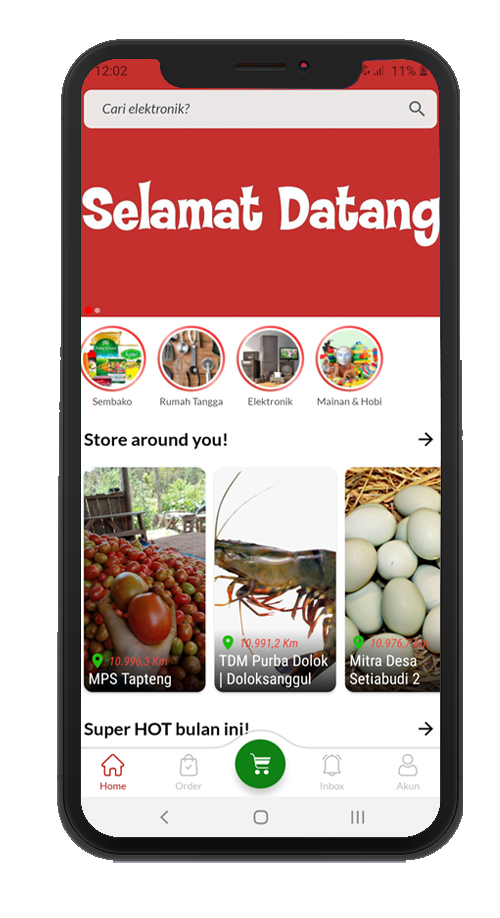 12:02
11%
Cari elektronik?
Selamat Datang
Sembako
Rumah Tangga
Elektronik
Mainan & Hobi
Store around you!
10.996,3 Km
MPS Tapteng
10.991,2 Km
TDM Purba Dolok
| Doloksanggul
10.976,7 Km
Mitra Desa
Setiabudi 2
Super HOT bulan ini!
Home
Order
Inbox
Akun